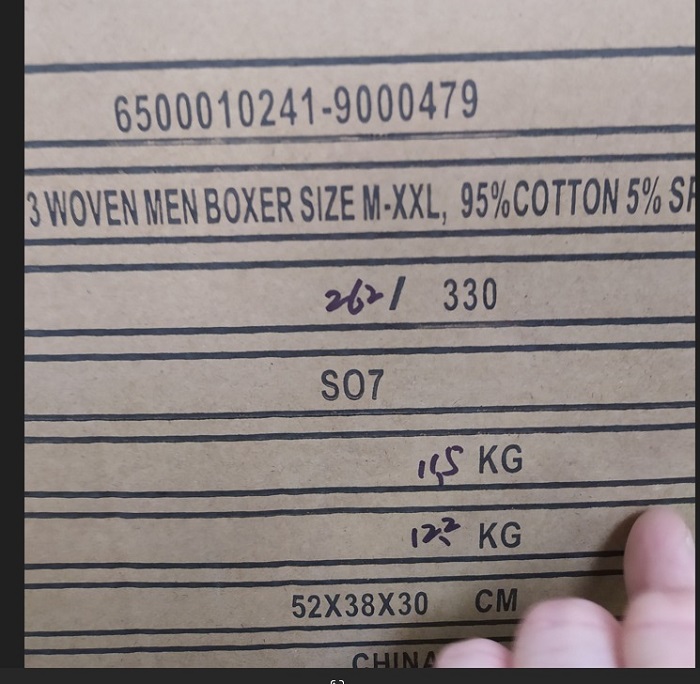 6500010241-9000479
3 WOVEN MEN BOXER SIZE M-XXL, 95%COTTON 5% SP
262/ 330
SO7
11,5 KG
12,2 KG
52X38X30 CM
CHINA